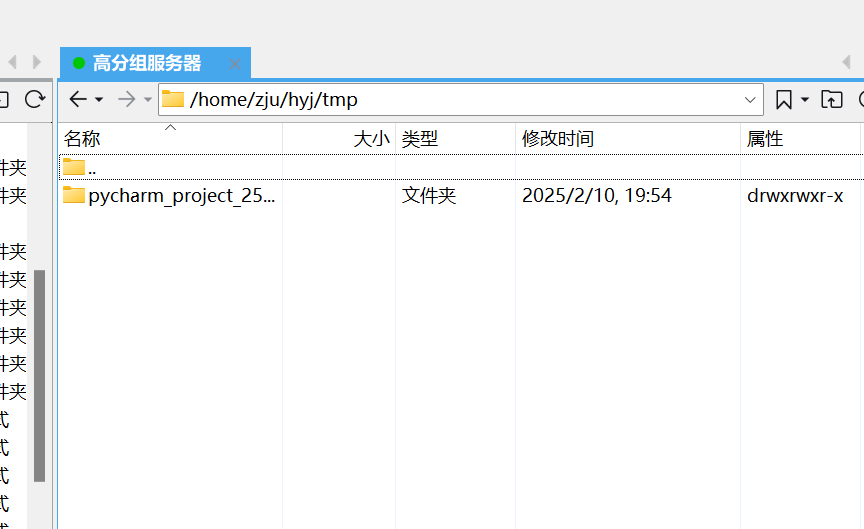 高分组服务器
/home/zju/hyj/tmp
名称 大小 类型 修改时间 属性
..
pycharm_project_25... 文件夹 2025/2/10, 19:54 drwxrwxr-x
件夹
件夹
件夹
件夹
件夹
件夹
件夹
件夹
式
式
式
式